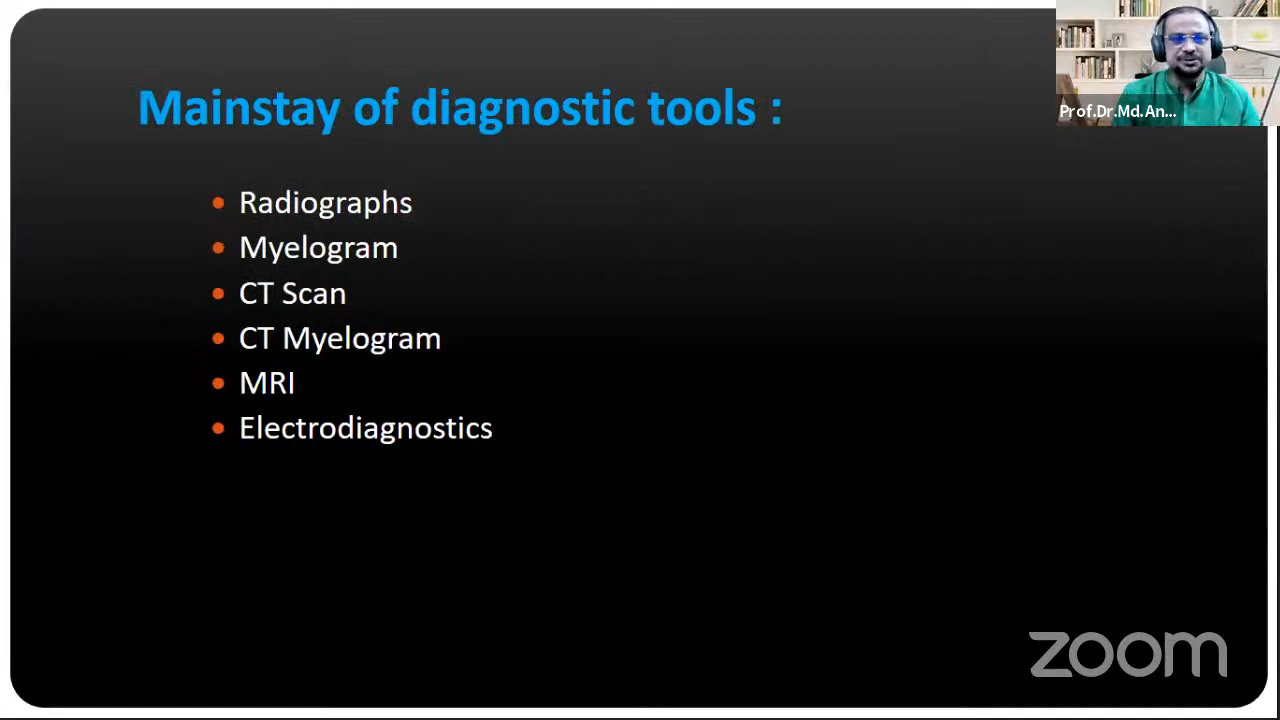 Mainstay of diagnostic tools :
Prof.Dr.Md.An...
Radiographs
Myelogram
CT Scan
CT Myelogram
MRI
Electrodiagnostics
zoom